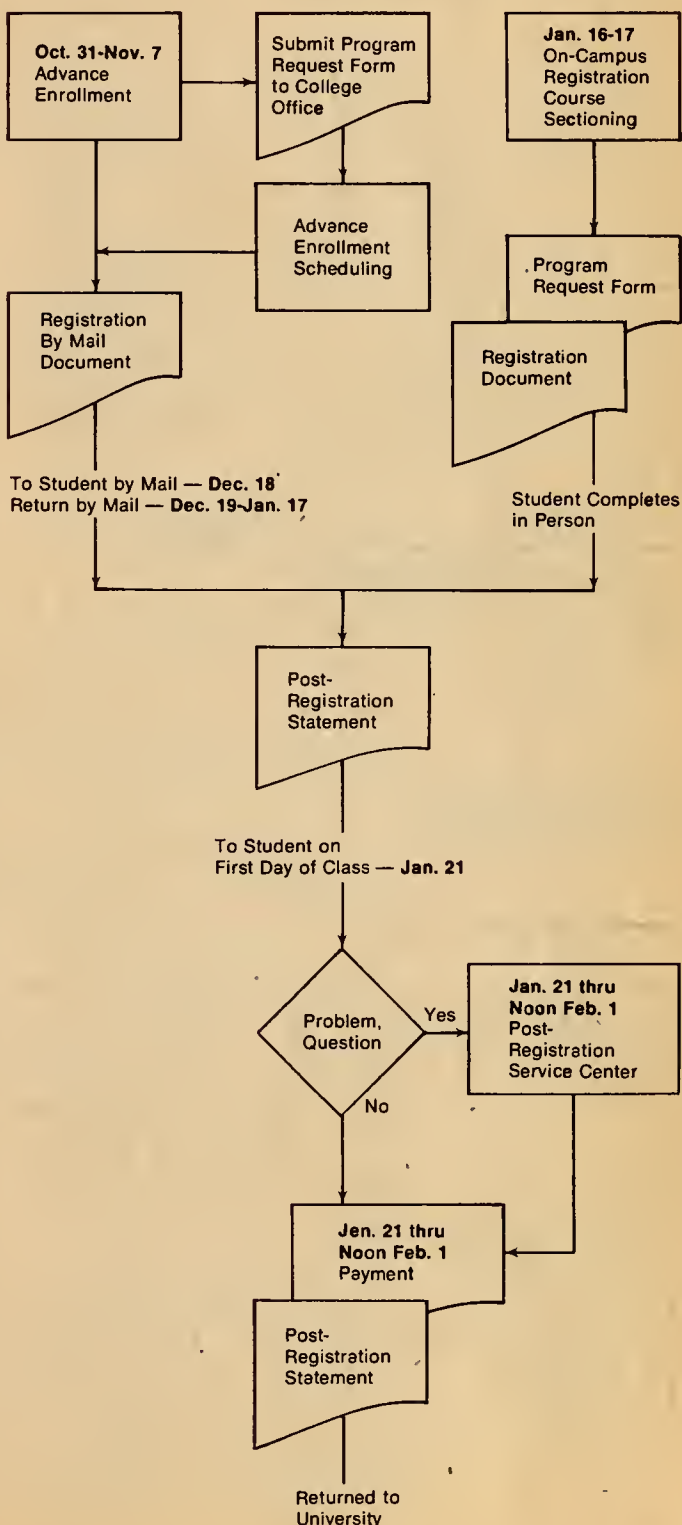 Oct. 31-Nov. 7
Advance
Enrollment
Submit Program
Request Form
to College
Office
Jan. 16-17
On-Campus
Registration
Course
Sectioning
Advance
Enrollment
Scheduling
Program
Request Form
Registration
By Mail
Document
Registration
Document
To Student by Mail — Dec. 18
Return by Mail — Dec. 19-Jan. 17
Student Completes
in Person
Post-
Registration
Statement
To Student on
First Day of Class — Jan. 21
Problem,
Question
Yes
No
Jan. 21 thru
Noon Feb. 1
Post-
Registration
Service Center
Jen. 21 thru
Noon Feb. 1
Payment
Post-
Registration
Statement
Returned to
University